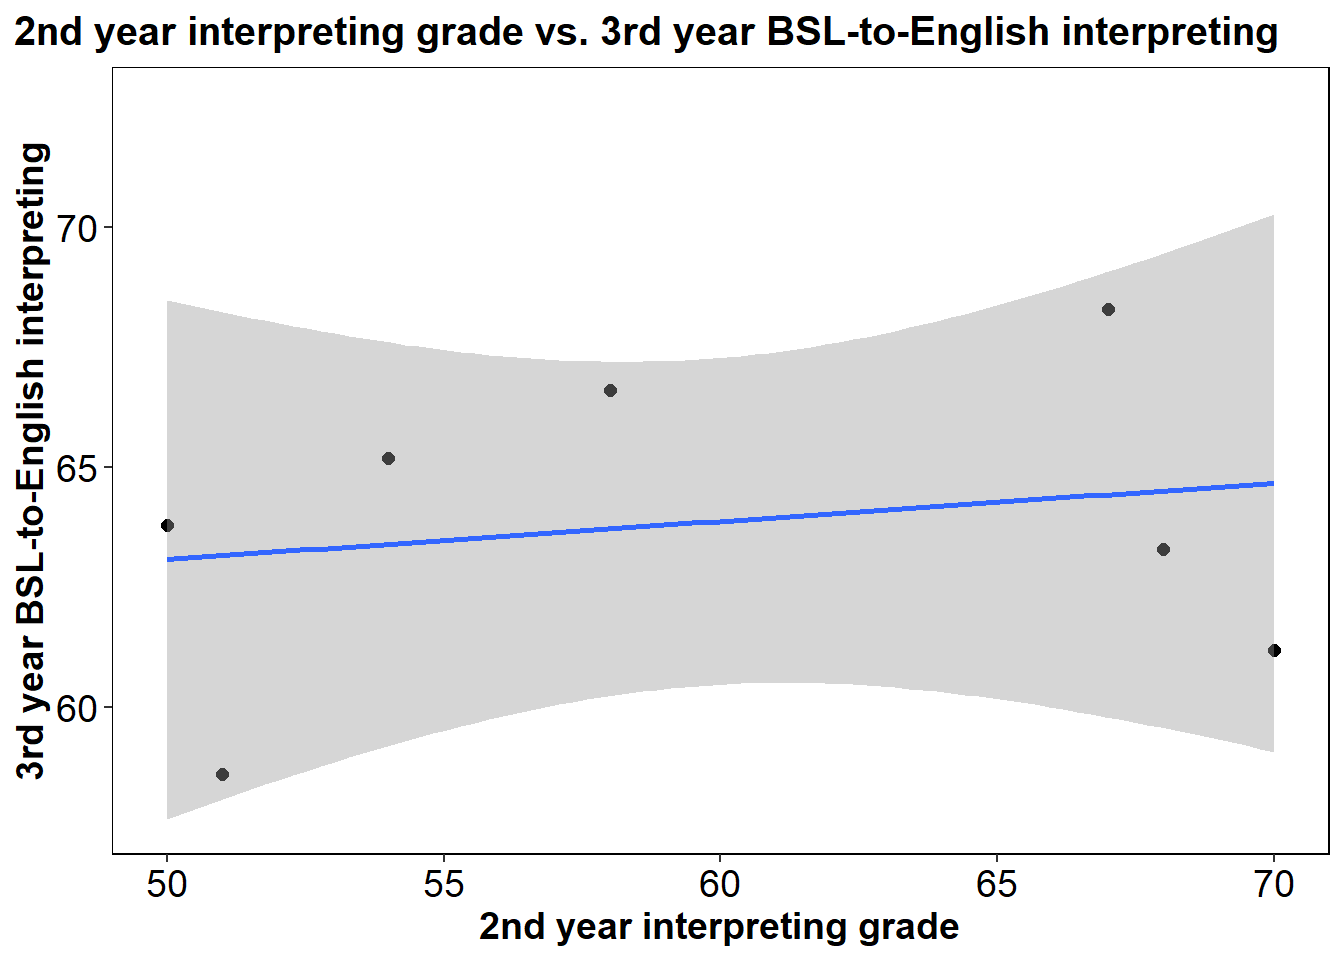 2nd year interpreting grade vs. 3rd year BSL-to-English interpreting
3rd year BSL-to-English interpreting
70
65
60
50 55 60 65 70
2nd year interpreting grade